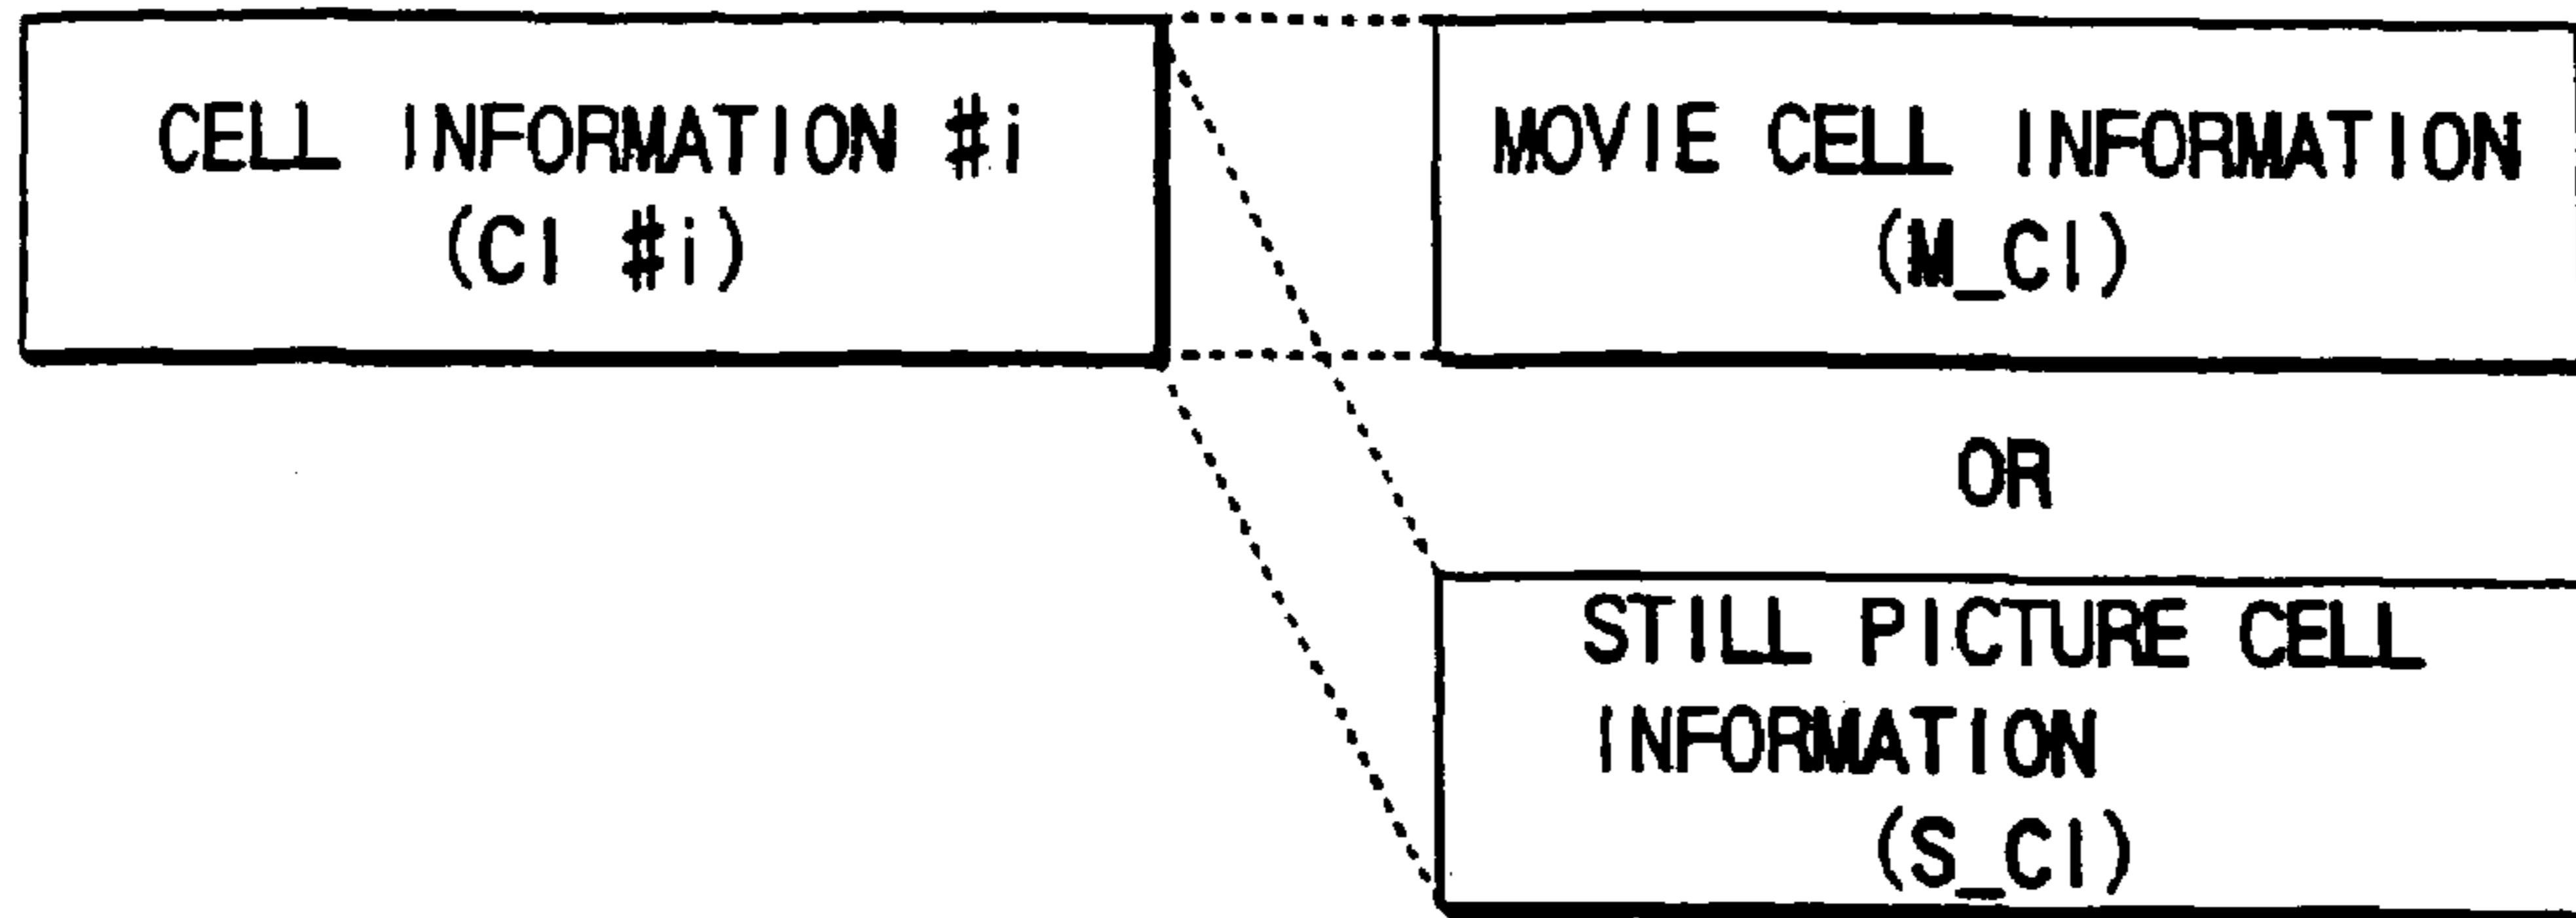 CELL INFORMATION #i
(CI #i)
MOVIE CELL INFORMATION
(M_CI)
OR
STILL PICTURE CELL
INFORMATION
(S_CI)